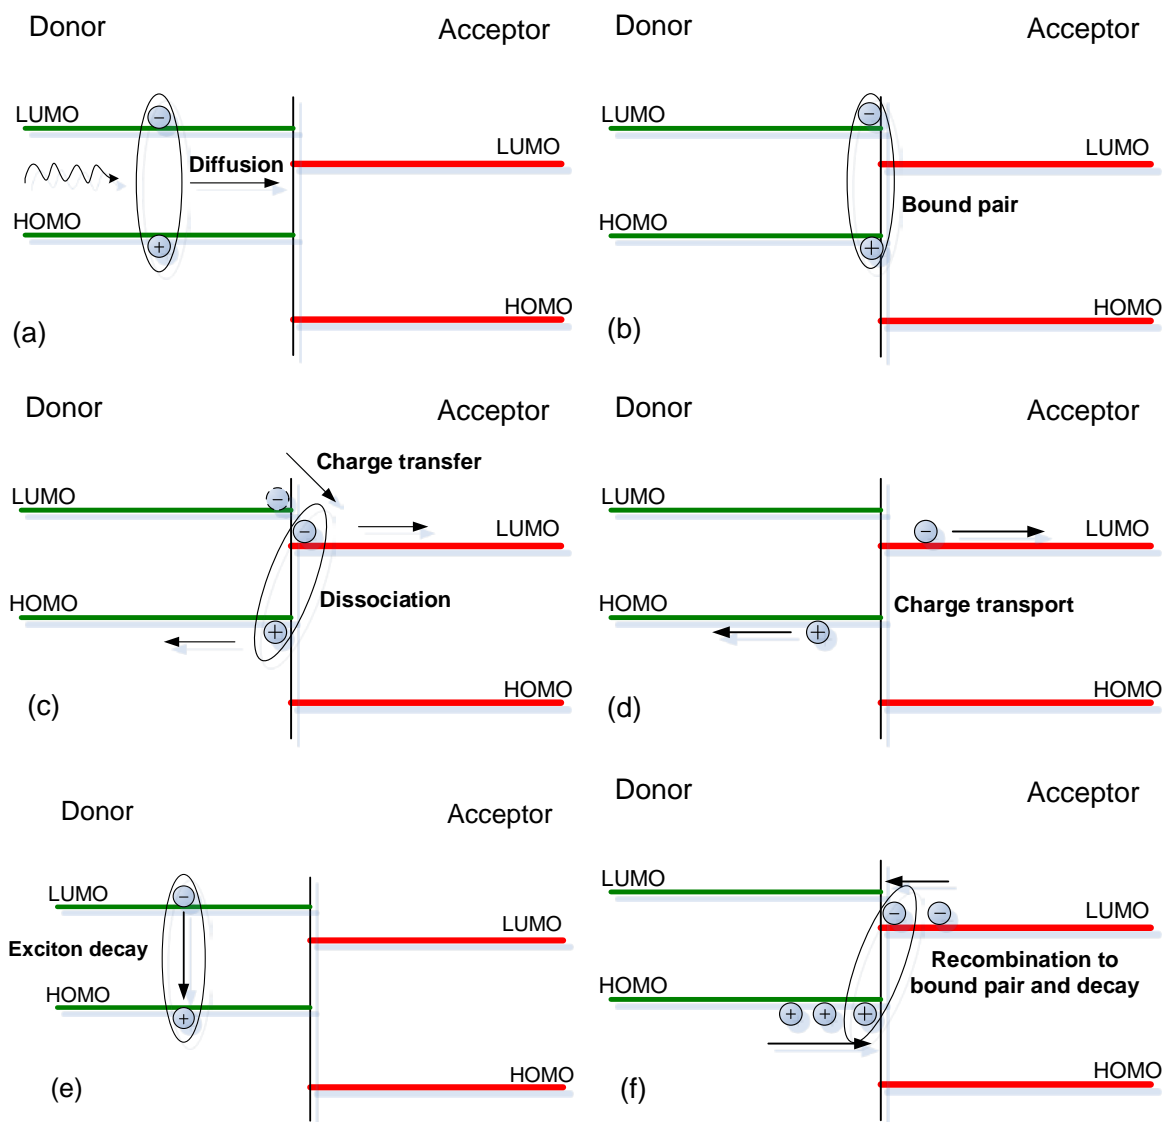 Donor
Acceptor
LUMO
LUMO
Diffusion
HOMO
HOMO
(a)
Donor
Acceptor
LUMO
LUMO
Bound pair
HOMO
HOMO
(b)
Donor
Acceptor
Charge transfer
LUMO
LUMO
Dissociation
HOMO
HOMO
(c)
Donor
Acceptor
LUMO
LUMO
HOMO
Charge transport
HOMO
(d)
Donor
Acceptor
LUMO
LUMO
Exciton decay
HOMO
HOMO
(e)
Donor
Acceptor
LUMO
LUMO
Recombination to
bound pair and decay
HOMO
HOMO
(f)